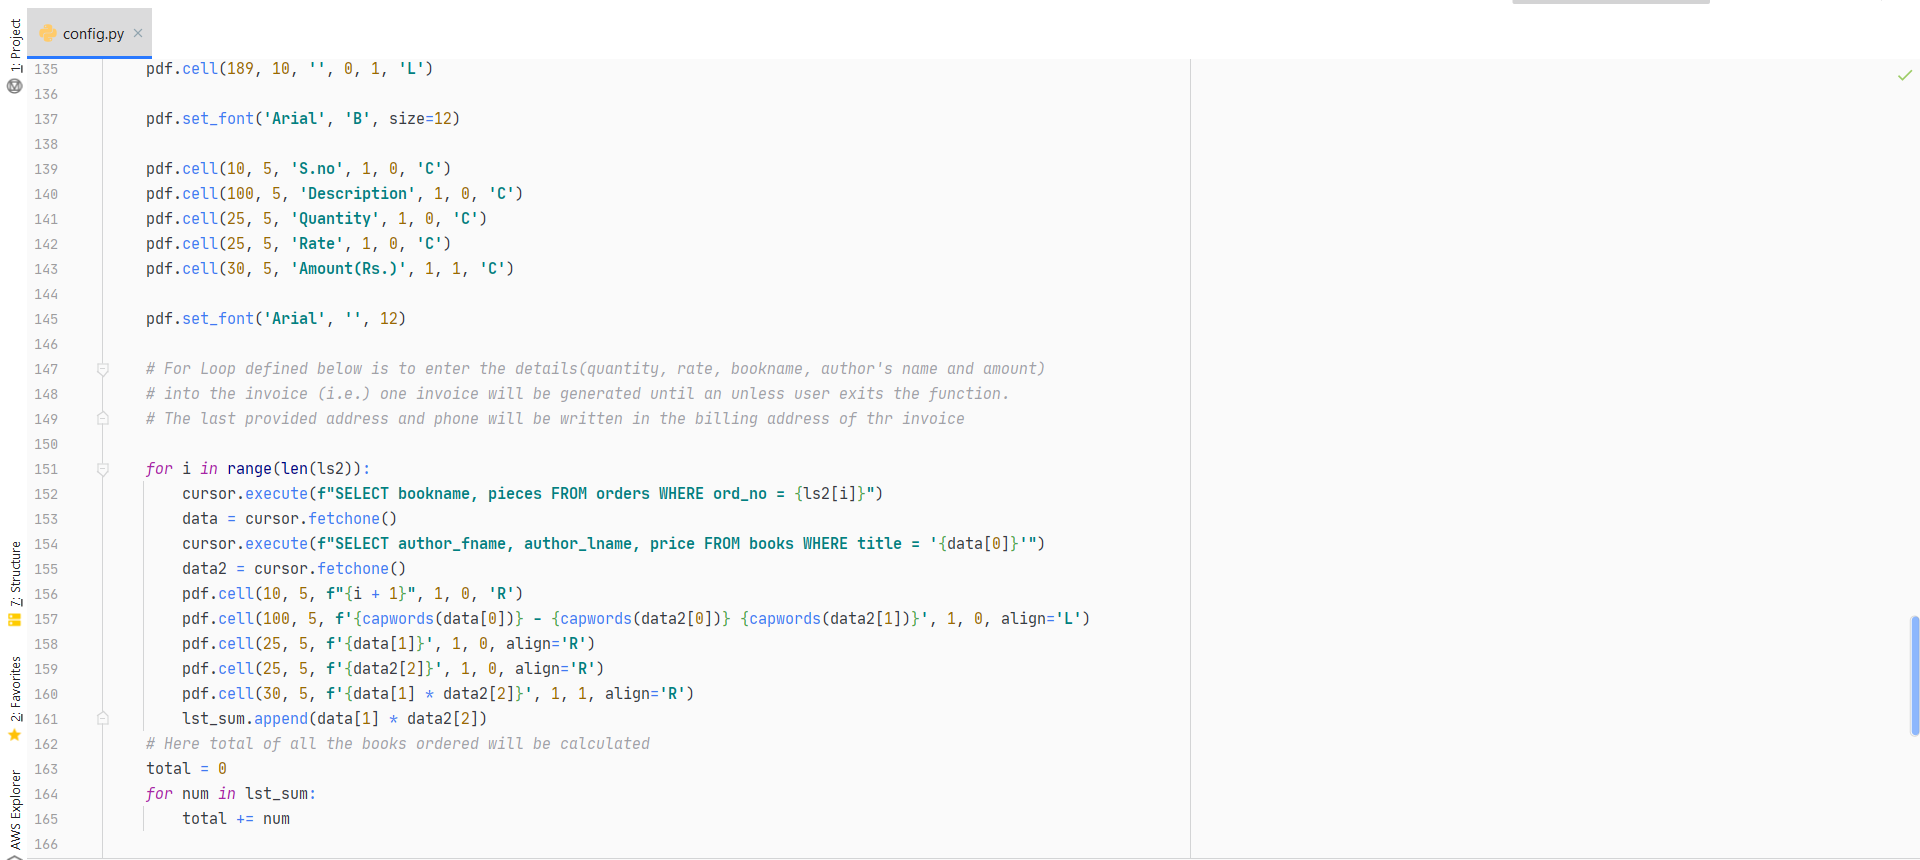 config.py
1: Project
7: Structure
2: Favorites
AWS Explorer
135 pdf.cell(189, 10, '', 0, 1, 'L')
136
137 pdf.set_font('Arial', 'B', size=12)
138
139 pdf.cell(10, 5, 'S.no', 1, 0, 'C')
140 pdf.cell(100, 5, 'Description', 1, 0, 'C')
141 pdf.cell(25, 5, 'Quantity', 1, 0, 'C')
142 pdf.cell(25, 5, 'Rate', 1, 0, 'C')
143 pdf.cell(30, 5, 'Amount(Rs.)', 1, 1, 'C')
144
145 pdf.set_font('Arial', '', 12)
146
147 # For Loop defined below is to enter the details(quantity, rate, bookname, author's name and amount)
148 # into the invoice (i.e.) one invoice will be generated until an unless user exits the function.
149 # The last provided address and phone will be written in the billing address of thr invoice
150
151 for i in range(len(ls2)):
152     cursor.execute(f"SELECT bookname, pieces FROM orders WHERE ord_no = {ls2[i]}")
153     data = cursor.fetchone()
154     cursor.execute(f"SELECT author_fname, author_lname, price FROM books WHERE title = '{data[0]}'")
155     data2 = cursor.fetchone()
156     pdf.cell(10, 5, f"{i + 1}", 1, 0, 'R')
157     pdf.cell(100, 5, f'{capwords(data[0])} - {capwords(data2[0])} {capwords(data2[1])}', 1, 0, align='L')
158     pdf.cell(25, 5, f'{data[1]}', 1, 0, align='R')
159     pdf.cell(25, 5, f'{data2[2]}', 1, 0, align='R')
160     pdf.cell(30, 5, f'{data[1] * data2[2]}', 1, 1, align='R')
161     lst_sum.append(data[1] * data2[2])
162 # Here total of all the books ordered will be calculated
163 total = 0
164 for num in lst_sum:
165     total += num
166